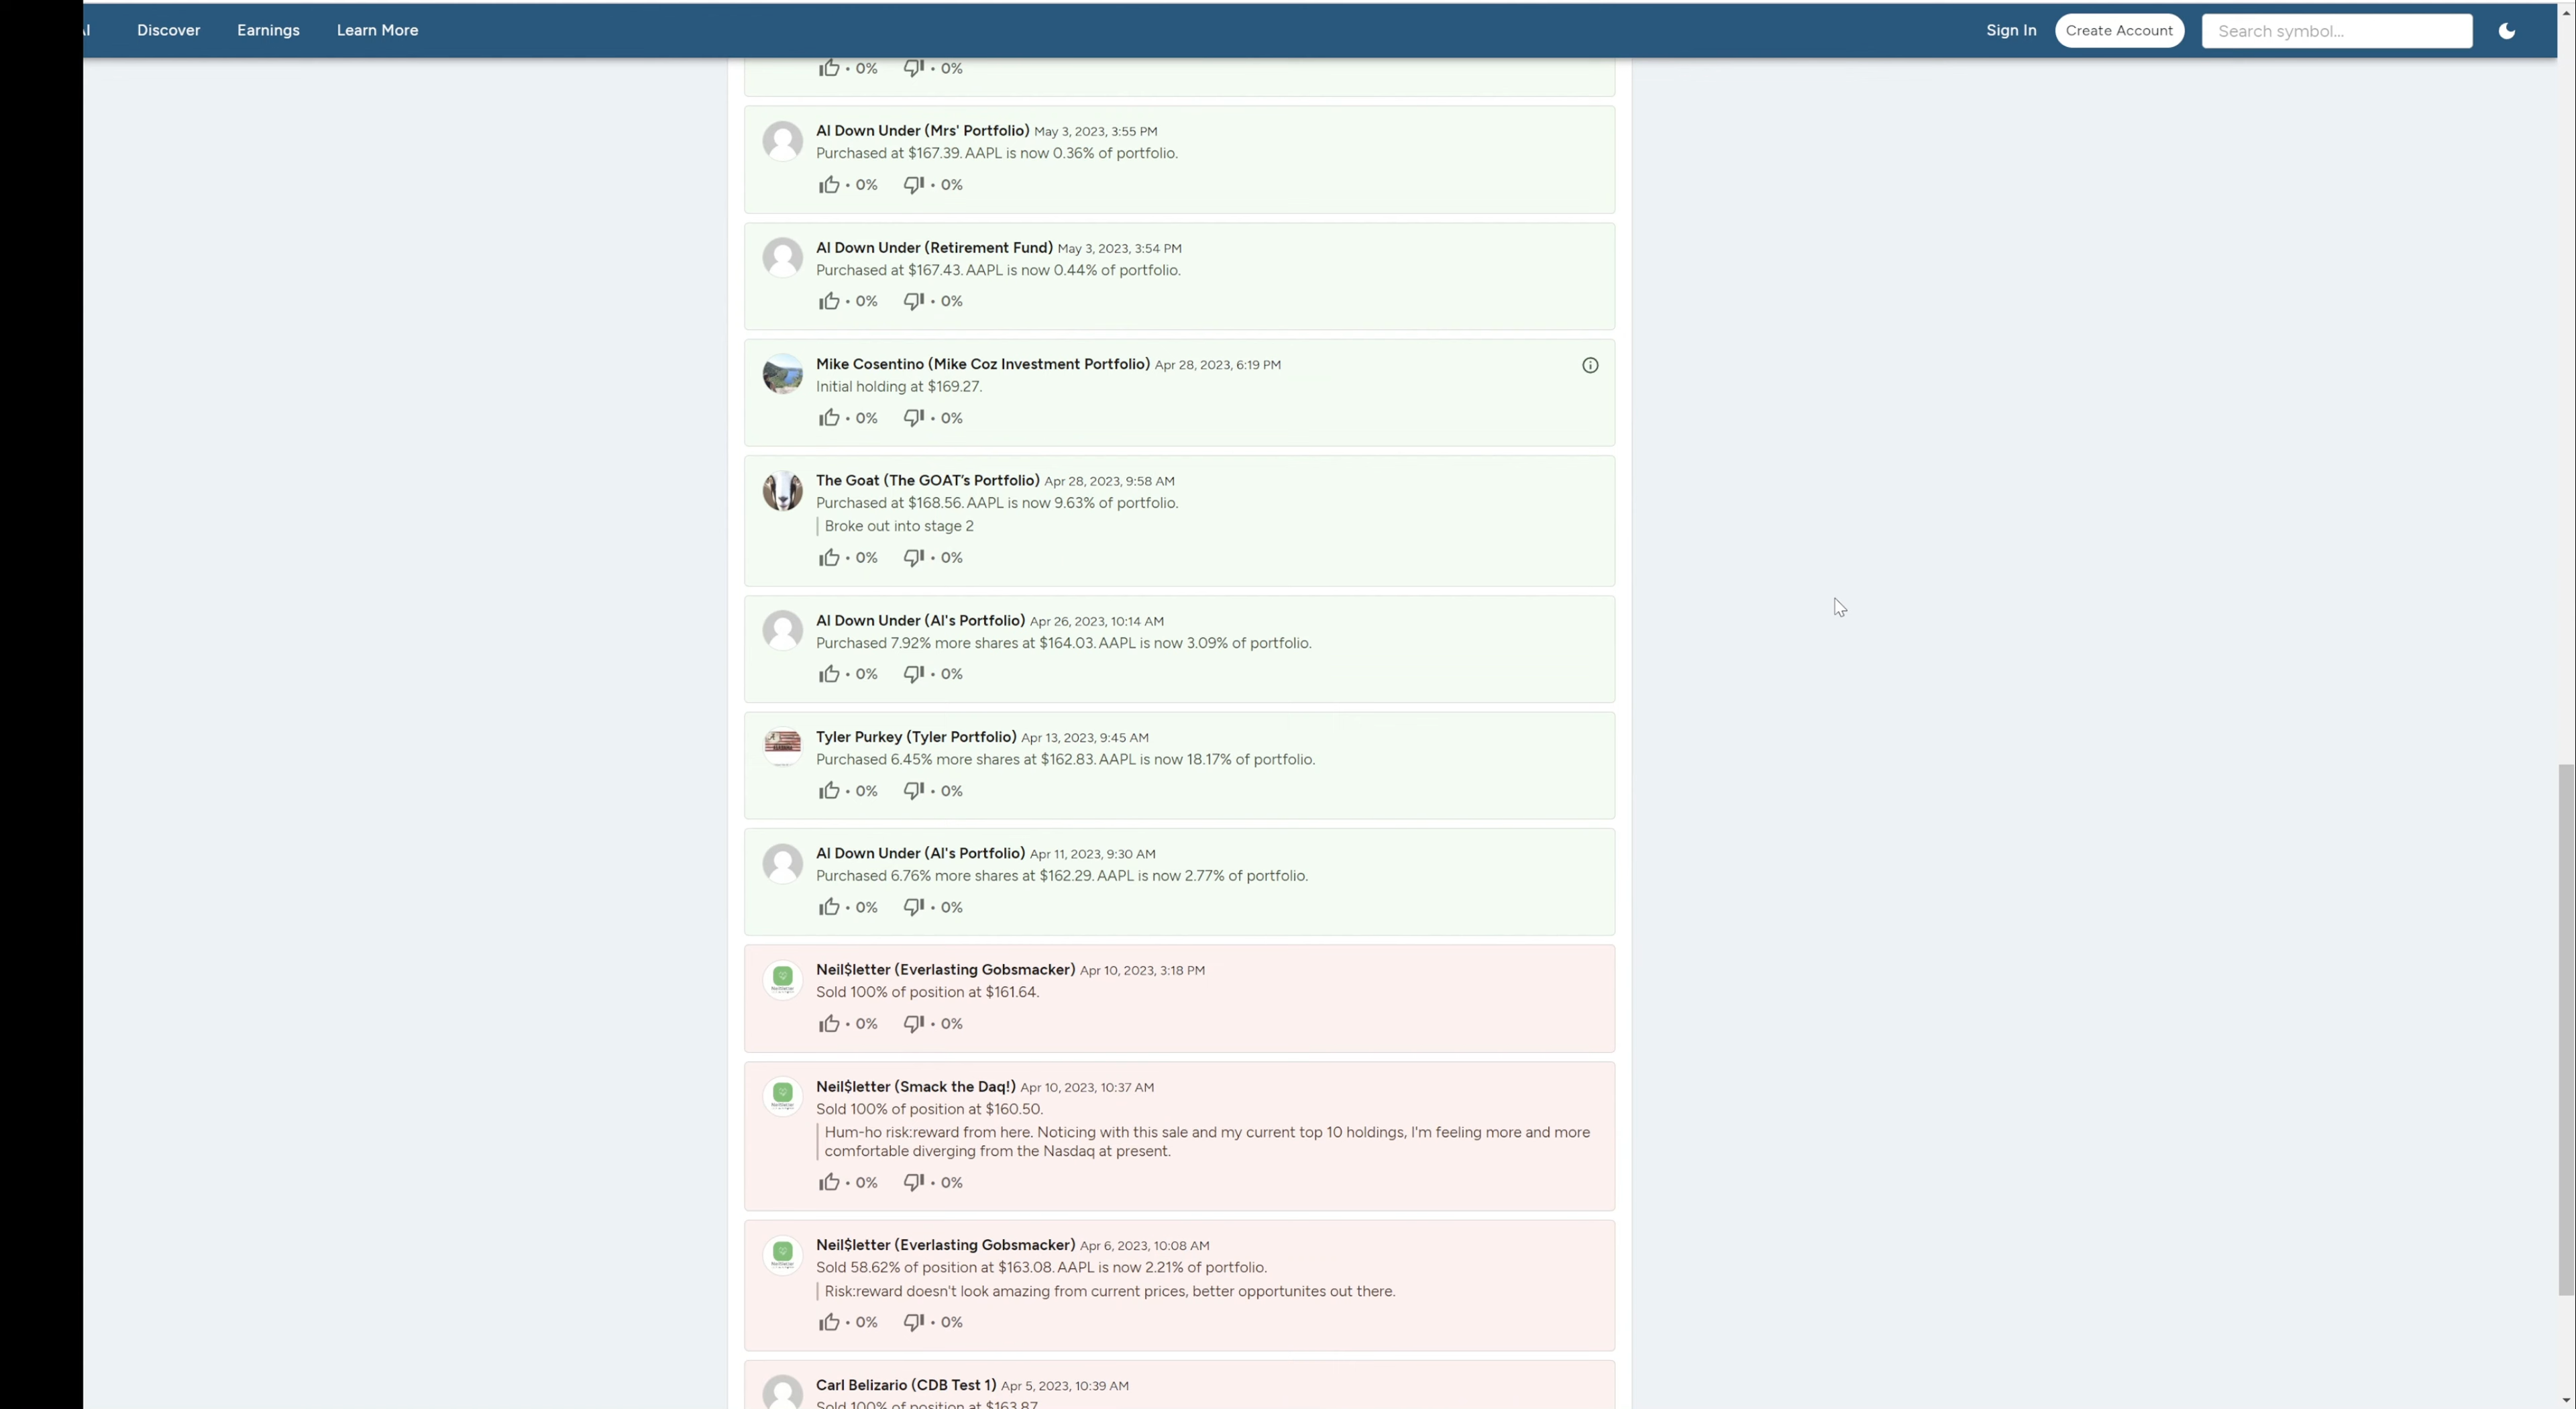 Discover Earnings Learn More Sign In Create Account Search symbol...
· 0% · 0%
Al Down Under (Mrs' Portfolio) May 3, 2023, 3:55 PM
Purchased at $167.39. AAPL is now 0.36% of portfolio.
· 0% · 0%
Al Down Under (Retirement Fund) May 3, 2023, 3:54 PM
Purchased at $167.43. AAPL is now 0.44% of portfolio.
· 0% · 0%
Mike Cosentino (Mike Coz Investment Portfolio) Apr 28, 2023, 6:19 PM
Initial holding at $169.27.
· 0% · 0%
The Goat (The GOAT's Portfolio) Apr 28, 2023, 9:58 AM
Purchased at $168.56. AAPL is now 9.63% of portfolio.
Broke out into stage 2
· 0% · 0%
Al Down Under (Al's Portfolio) Apr 26, 2023, 10:14 AM
Purchased 7.92% more shares at $164.03. AAPL is now 3.09% of portfolio.
· 0% · 0%
Tyler Purkey (Tyler Portfolio) Apr 13, 2023, 9:45 AM
Purchased 6.45% more shares at $162.83. AAPL is now 18.17% of portfolio.
· 0% · 0%
Al Down Under (Al's Portfolio) Apr 11, 2023, 9:30 AM
Purchased 6.76% more shares at $162.29. AAPL is now 2.77% of portfolio.
· 0% · 0%
Neil$letter (Everlasting Gobsmacker) Apr 10, 2023, 3:18 PM
Sold 100% of position at $161.64.
· 0% · 0%
Neil$letter (Smack the Daq!) Apr 10, 2023, 10:37 AM
Sold 100% of position at $160.50.
Hum-ho risk:reward from here. Noticing with this sale and my current top 10 holdings, I'm feeling more and more
comfortable diverging from the Nasdaq at present.
· 0% · 0%
Neil$letter (Everlasting Gobsmacker) Apr 6, 2023, 10:08 AM
Sold 58.62% of position at $163.08. AAPL is now 2.21% of portfolio.
Risk:reward doesn't look amazing from current prices, better opportunites out there.
· 0% · 0%
Carl Belizario (CDB Test 1) Apr 5, 2023, 10:39 AM
Sold 100% of position at $163.87.